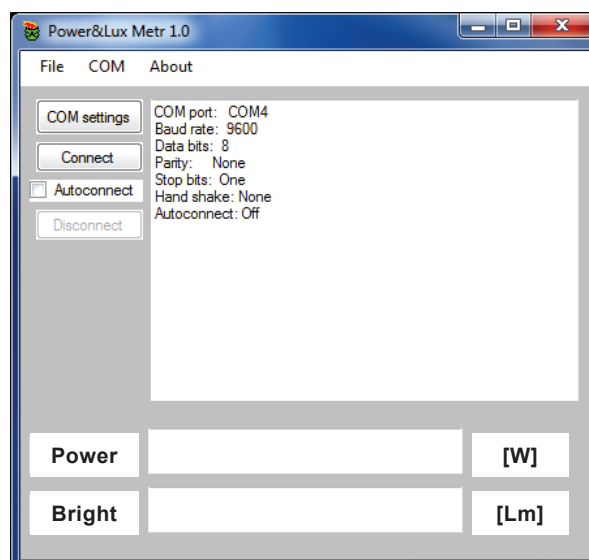 Power&Lux Metr 1.0
File COM About
COM settings
Connect
Autoconnect
Disconnect
COM port: COM4
Baud rate: 9600
Data bits: 8
Parity: None
Stop bits: One
Hand shake: None
Autoconnect: Off
Power [W]
Bright [Lm]